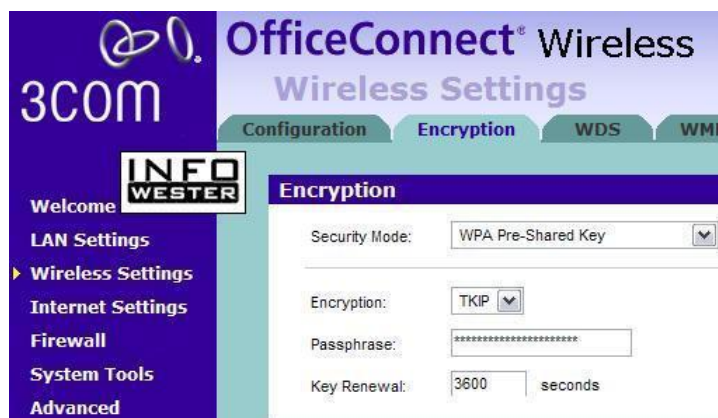 3COM
OfficeConnect® Wireless
Wireless Settings
Configuration
Encryption
WDS
INFO
WESTER
Welcome
LAN Settings
Wireless Settings
Internet Settings
Firewall
System Tools
Advanced
Encryption
Security Mode: WPA Pre-Shared Key
Encryption: TKIP
Passphrase: **********************
Key Renewal: 3600 seconds